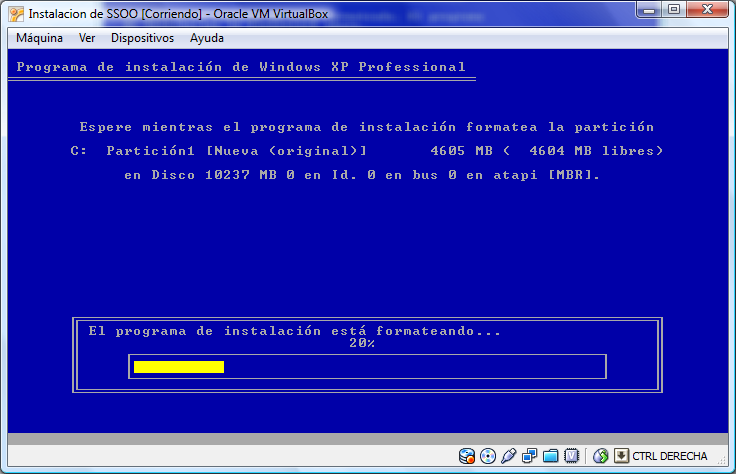 Instalacion de SSOO [Corriendo] - Oracle VM VirtualBox
Máquina Ver Dispositivos Ayuda
Programa de instalación de Windows XP Professional
Espere mientras el programa de instalación formatea la partición
C: Partición1 [Nueva (original)] 4605 MB ( 4604 MB libres)
en Disco 10237 MB 0 en Id. 0 en bus 0 en atapi [MBR].
El programa de instalación está formateando...
20%
CTRL DERECHA